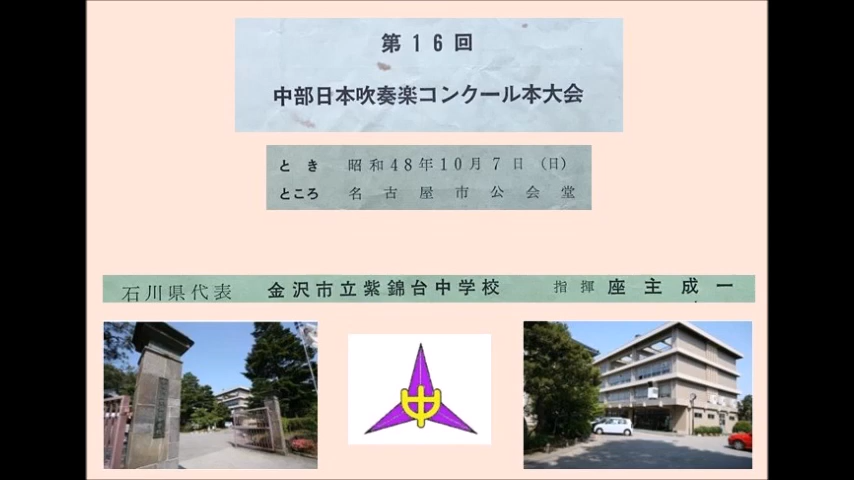 第16回
中部日本吹奏楽コンクール本大会
とき 昭和48年10月7日（日）
ところ 名古屋市公会堂
石川県代表 金沢市立紫錦台中学校 指揮 座主成一
中